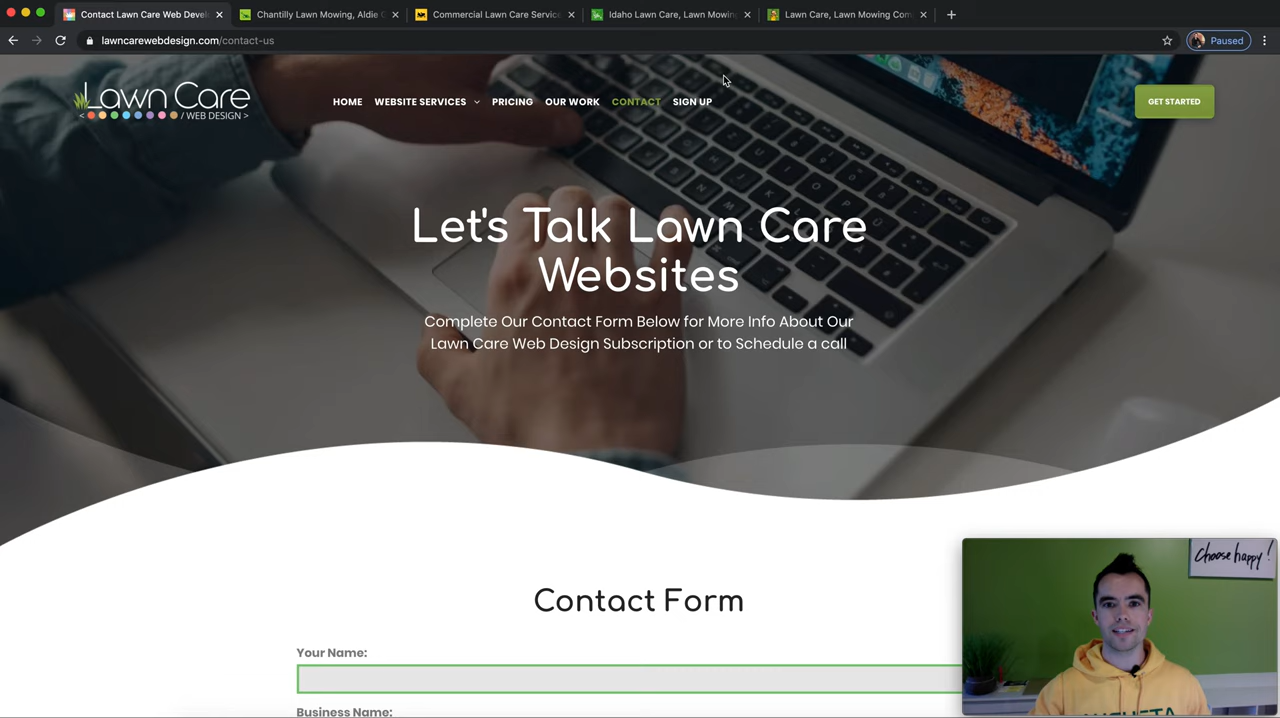 Contact Lawn Care Web Devel
Chantilly Lawn Mowing, Aldie C
Commercial Lawn Care Service
Idaho Lawn Care, Lawn Mowing
Lawn Care, Lawn Mowing Com
lawncarewebdesign.com/contact-us
Paused
Lawn Care
< / WEB DESIGN >
HOME WEBSITE SERVICES PRICING OUR WORK CONTACT SIGN UP
GET STARTED
Let's Talk Lawn Care
Websites
Complete Our Contact Form Below for More Info About Our
Lawn Care Web Design Subscription or to Schedule a call
Choose happy!
Contact Form
Your Name:
Business Name: